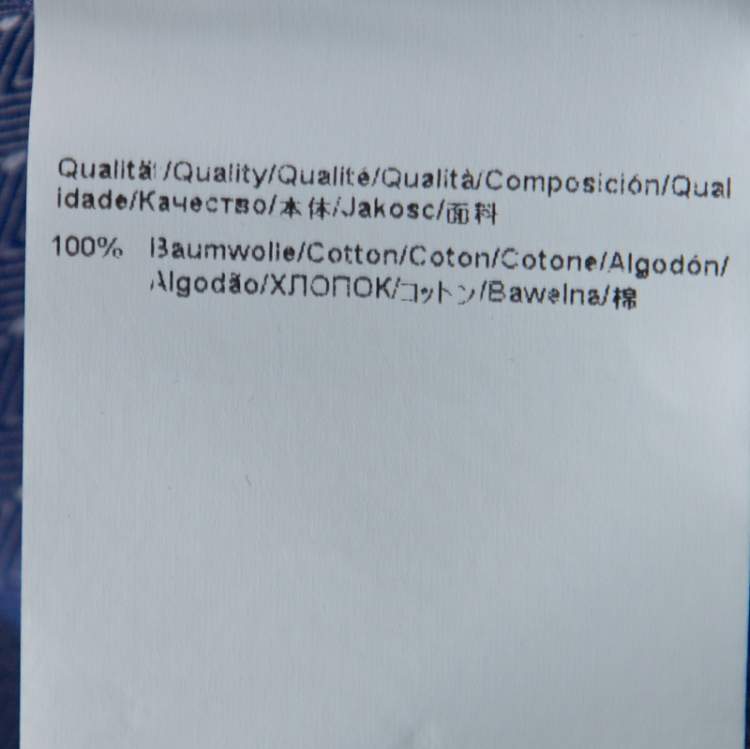 Qualität/Quality/Qualité/Qualità/Composición/Qual
idade/Качество/本体/Jakosc/面料
100% Baumwolle/Cotton/Coton/Cotone/Algodón/
Algodão/ХЛОПОК/コットン/Bawelna/棉